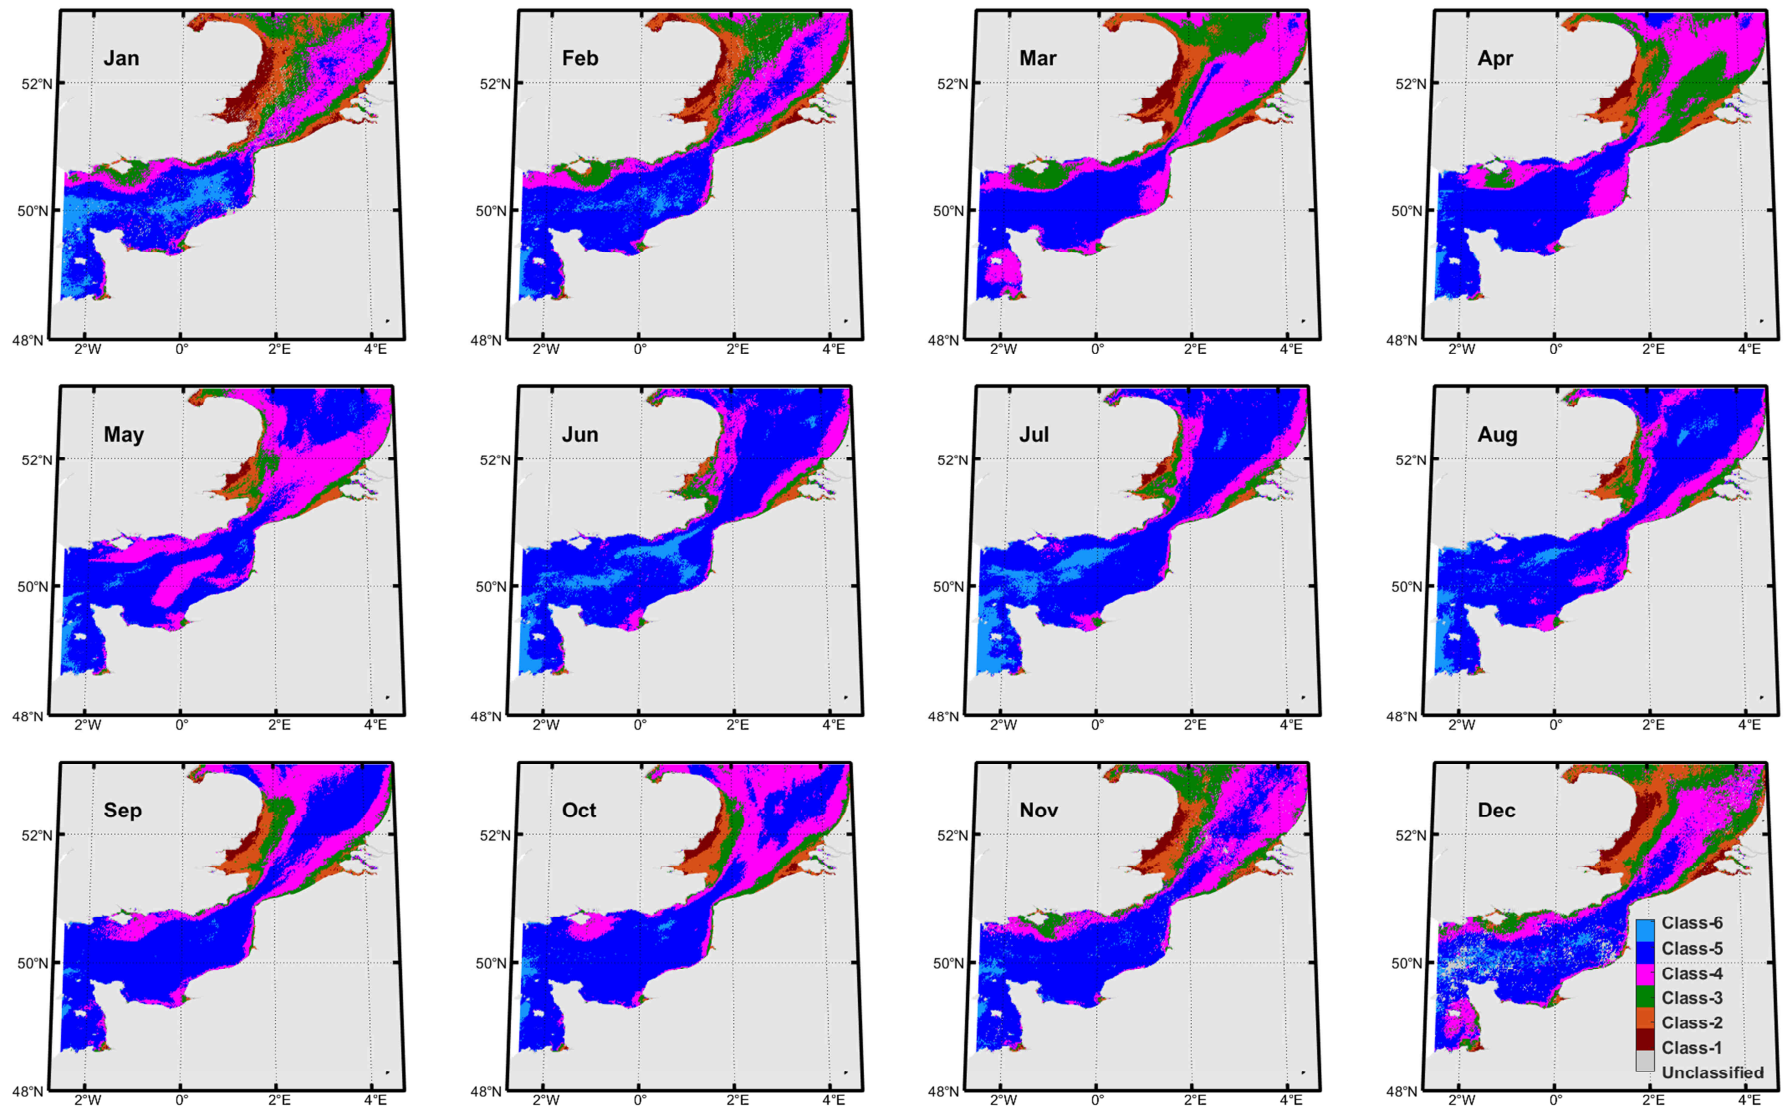 Jan
52°N
50°N
48°N
2°W
0°
2°E
4°E
Feb
52°N
50°N
48°N
2°W
0°
2°E
4°E
Mar
52°N
50°N
48°N
2°W
0°
2°E
4°E
Apr
52°N
50°N
48°N
2°W
0°
2°E
4°E
May
52°N
50°N
48°N
2°W
0°
2°E
4°E
Jun
52°N
50°N
48°N
2°W
0°
2°E
4°E
Jul
52°N
50°N
48°N
2°W
0°
2°E
4°E
Aug
52°N
50°N
48°N
2°W
0°
2°E
4°E
Sep
52°N
50°N
48°N
2°W
0°
2°E
4°E
Oct
52°N
50°N
48°N
2°W
0°
2°E
4°E
Nov
52°N
50°N
48°N
2°W
0°
2°E
4°E
Dec
52°N
50°N
48°N
2°W
0°
2°E
4°E
Class-6
Class-5
Class-4
Class-3
Class-2
Class-1
Unclassified